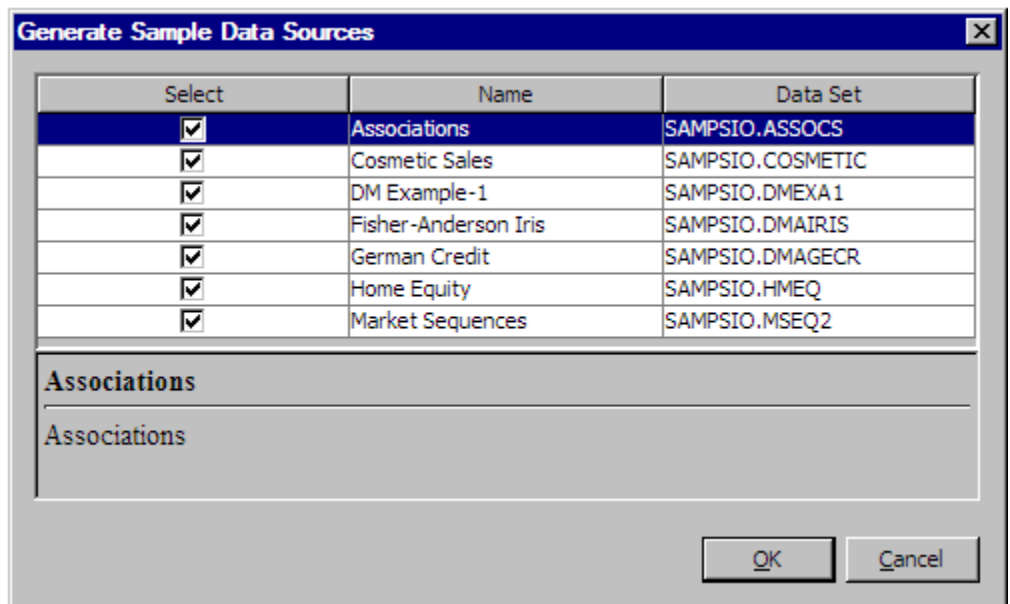 Generate Sample Data Sources
Select Name Data Set
Associations SAMPSIO.ASSOCS
Cosmetic Sales SAMPSIO.COSMETIC
DM Example-1 SAMPSIO.DMEXA1
Fisher-Anderson Iris SAMPSIO.DMAIRIS
German Credit SAMPSIO.DMAGECR
Home Equity SAMPSIO.HMEQ
Market Sequences SAMPSIO.MSEQ2
Associations
Associations
OK Cancel